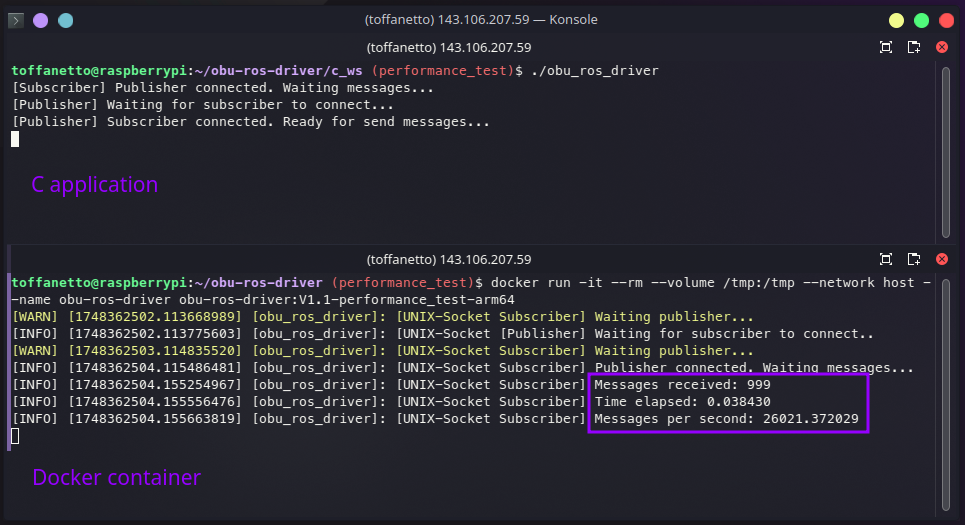 (toffanetto) 143.106.207.59 — Konsole
(toffanetto) 143.106.207.59
toffanetto@raspberrypi:~/obu-ros-driver/c_ws (performance_test)$ ./obu_ros_driver
[Subscriber] Publisher connected. Waiting messages...
[Publisher] Waiting for subscriber to connect...
[Publisher] Subscriber connected. Ready for send messages...
C application
(toffanetto) 143.106.207.59
toffanetto@raspberrypi:~/obu-ros-driver (performance_test)$ docker run -it --rm --volume /tmp:/tmp --network host -
-name obu-ros-driver obu-ros-driver:V1.1-performance_test-arm64
[WARN] [1748362502.113668989] [obu_ros_driver]: [UNIX-Socket Subscriber] Waiting publisher...
[INFO] [1748362502.113775603] [obu_ros_driver]: [UNIX-Socket [Publisher] Waiting for subscriber to connect..
[WARN] [1748362503.114835520] [obu_ros_driver]: [UNIX-Socket Subscriber] Waiting publisher...
[INFO] [1748362504.115486481] [obu_ros_driver]: [UNIX-Socket Subscriber] Publisher connected. Waiting messages...
[INFO] [1748362504.155254967] [obu_ros_driver]: [UNIX-Socket Subscriber] Messages received: 999
[INFO] [1748362504.155556476] [obu_ros_driver]: [UNIX-Socket Subscriber] Time elapsed: 0.038430
[INFO] [1748362504.155663819] [obu_ros_driver]: [UNIX-Socket Subscriber] Messages per second: 26021.372029
Docker container